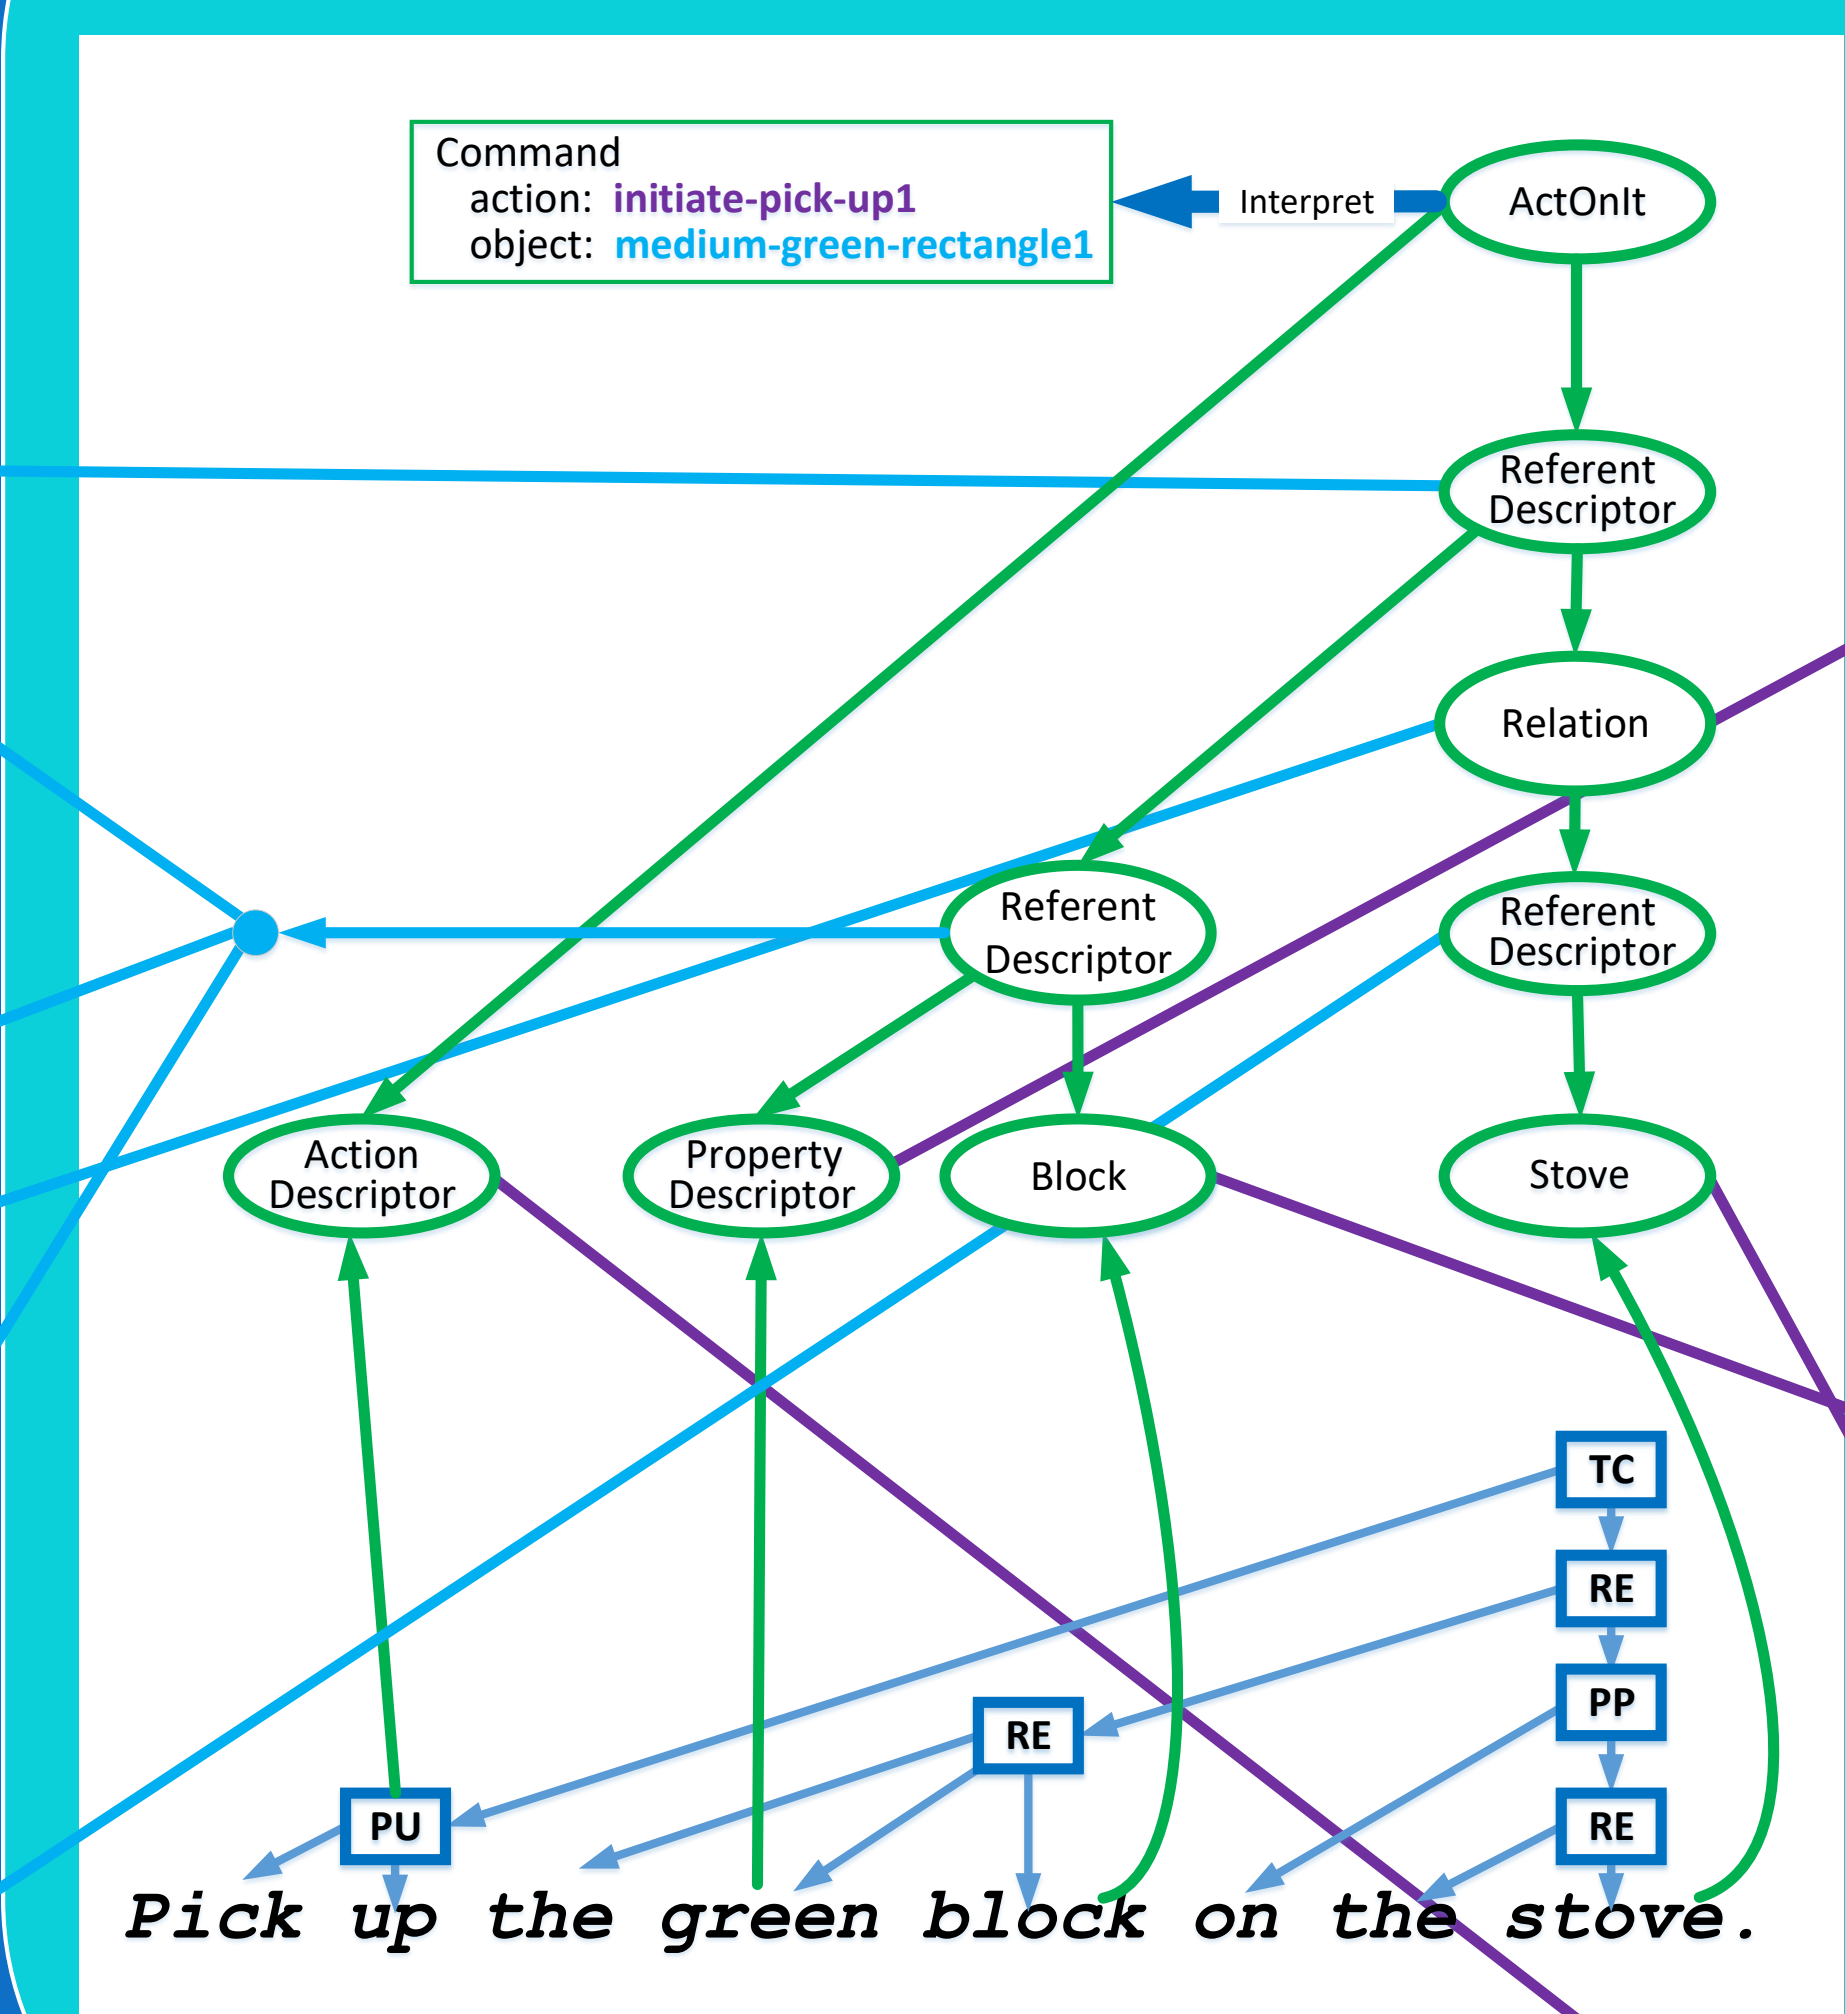 Command
action: initiate-pick-up1
object: medium-green-rectangle1
Interpret
ActOnIt
Referent
Descriptor
Relation
Referent
Descriptor
Referent
Descriptor
Action
Descriptor
Property
Descriptor
Block
Stove
TC
RE
PP
RE
PU
RE
Pick up the green block on the stove.